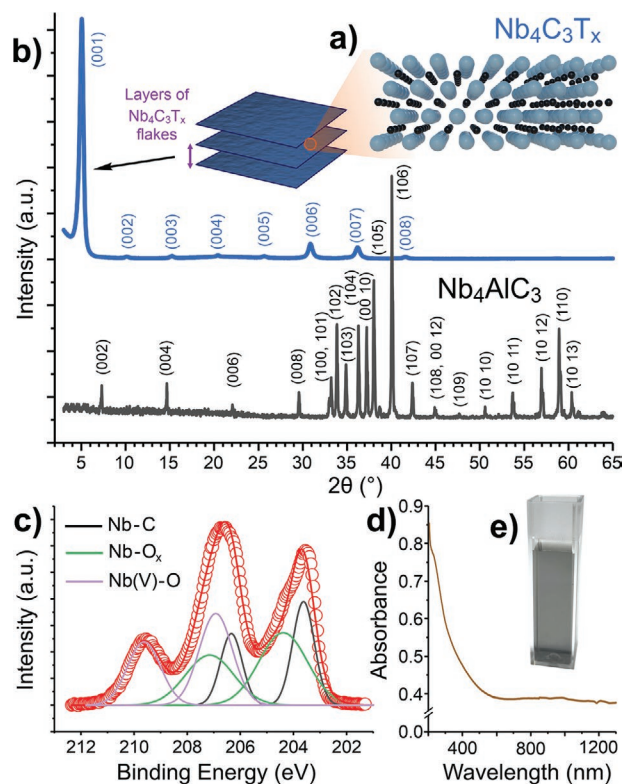 b)
a)
Nb₄C₃Tₓ
(001)
Layers of
Nb₄C₃Tₓ
flakes
(002)
(003)
(004)
(005)
(006)
(007)
(008)
Nb₄AlC₃
(002)
(004)
(006)
(008)
(100, 101)
(102)
(103)
(104)
(00 10)
(105)
(106)
(107)
(108, 00 12)
(109)
(10 10)
(10 11)
(10 12)
(110)
(10 13)
Intensity (a.u.)
5 10 15 20 25 30 35 40 45 50 55 60 65
2θ (°)
c)
Nb-C
Nb-Oₓ
Nb(V)-O
Intensity (a.u.)
212 210 208 206 204 202
Binding Energy (eV)
d)
e)
Absorbance
0.9
0.8
0.7
0.6
0.5
0.4
0.0
400 800 1200
Wavelength (nm)